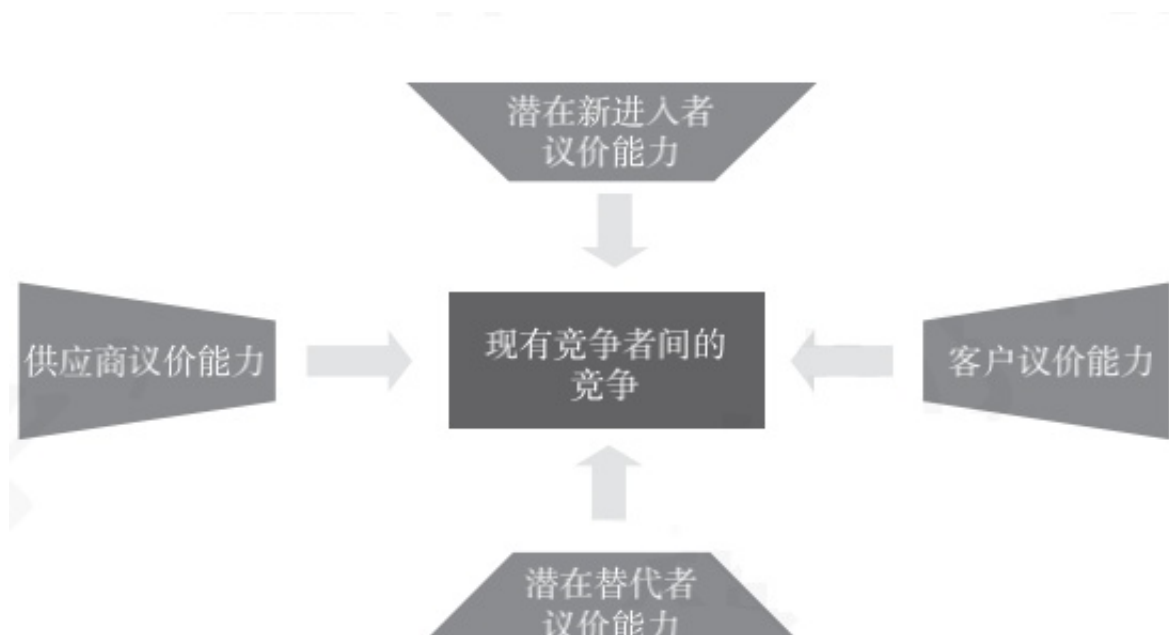 潜在新进入者
议价能力
供应商议价能力
现有竞争者间的
竞争
客户议价能力
潜在替代者
议价能力